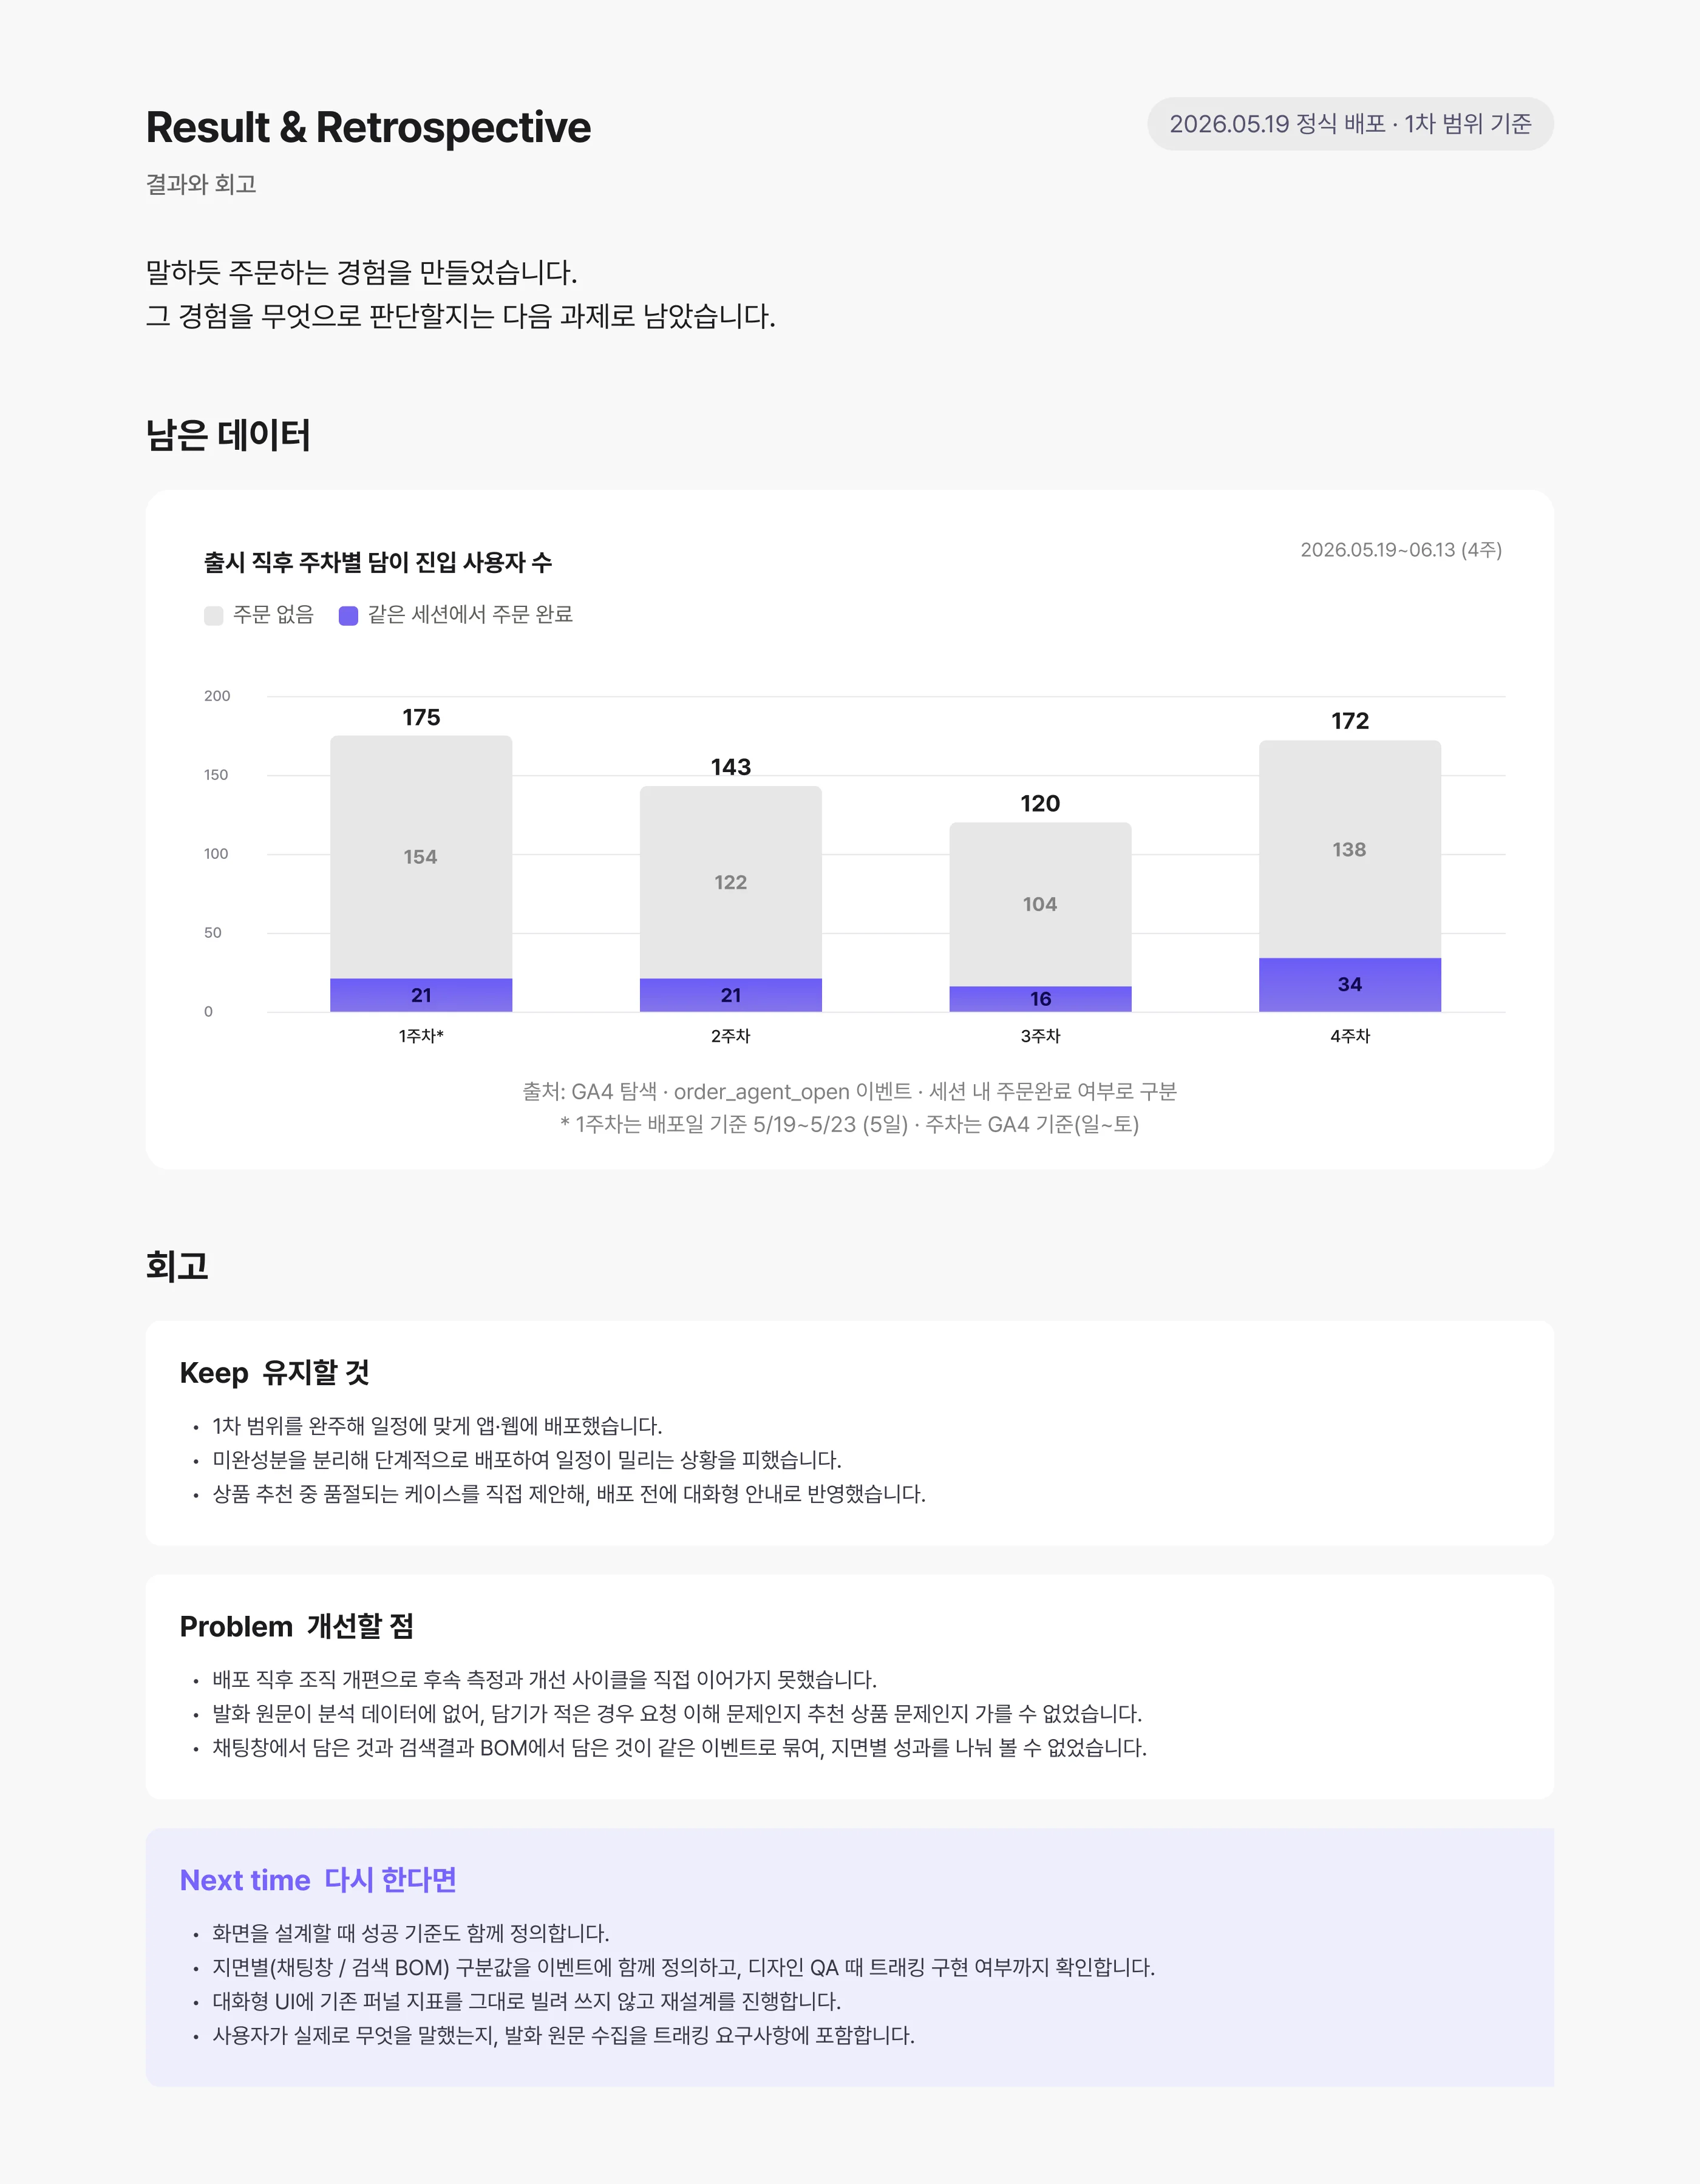 Result & Retrospective
2026.05.19 정식 배포 · 1차 범위 기준
결과와 회고
말하듯 주문하는 경험을 만들었습니다.
그 경험을 무엇으로 판단할지는 다음 과제로 남았습니다.
남은 데이터
출시 직후 주차별 담이 진입 사용자 수
2026.05.19~06.13 (4주)
주문 없음 같은 세션에서 주문 완료
200
150
100
50
0
175
154
21
1주차*
143
122
21
2주차
120
104
16
3주차
172
138
34
4주차
출처: GA4 탐색 · order_agent_open 이벤트 · 세션 내 주문완료 여부로 구분
* 1주차는 배포일 기준 5/19~5/23 (5일) · 주차는 GA4 기준(일~토)
회고
Keep 유지할 것
• 1차 범위를 완주해 일정에 맞게 앱·웹에 배포했습니다.
• 미완성분을 분리해 단계적으로 배포하여 일정이 밀리는 상황을 피했습니다.
• 상품 추천 중 품절되는 케이스를 직접 제안해, 배포 전에 대화형 안내로 반영했습니다.
Problem 개선할 점
• 배포 직후 조직 개편으로 후속 측정과 개선 사이클을 직접 이어가지 못했습니다.
• 발화 원문이 분석 데이터에 없어, 담기가 적은 경우 요청 이해 문제인지 추천 상품 문제인지 가를 수 없었습니다.
• 채팅창에서 담은 것과 검색결과 BOM에서 담은 것이 같은 이벤트로 묶여, 지면별 성과를 나눠 볼 수 없었습니다.
Next time 다시 한다면
• 화면을 설계할 때 성공 기준도 함께 정의합니다.
• 지면별(채팅창 / 검색 BOM) 구분값을 이벤트에 함께 정의하고, 디자인 QA 때 트래킹 구현 여부까지 확인합니다.
• 대화형 UI에 기존 퍼널 지표를 그대로 빌려 쓰지 않고 재설계를 진행합니다.
• 사용자가 실제로 무엇을 말했는지, 발화 원문 수집을 트래킹 요구사항에 포함합니다.